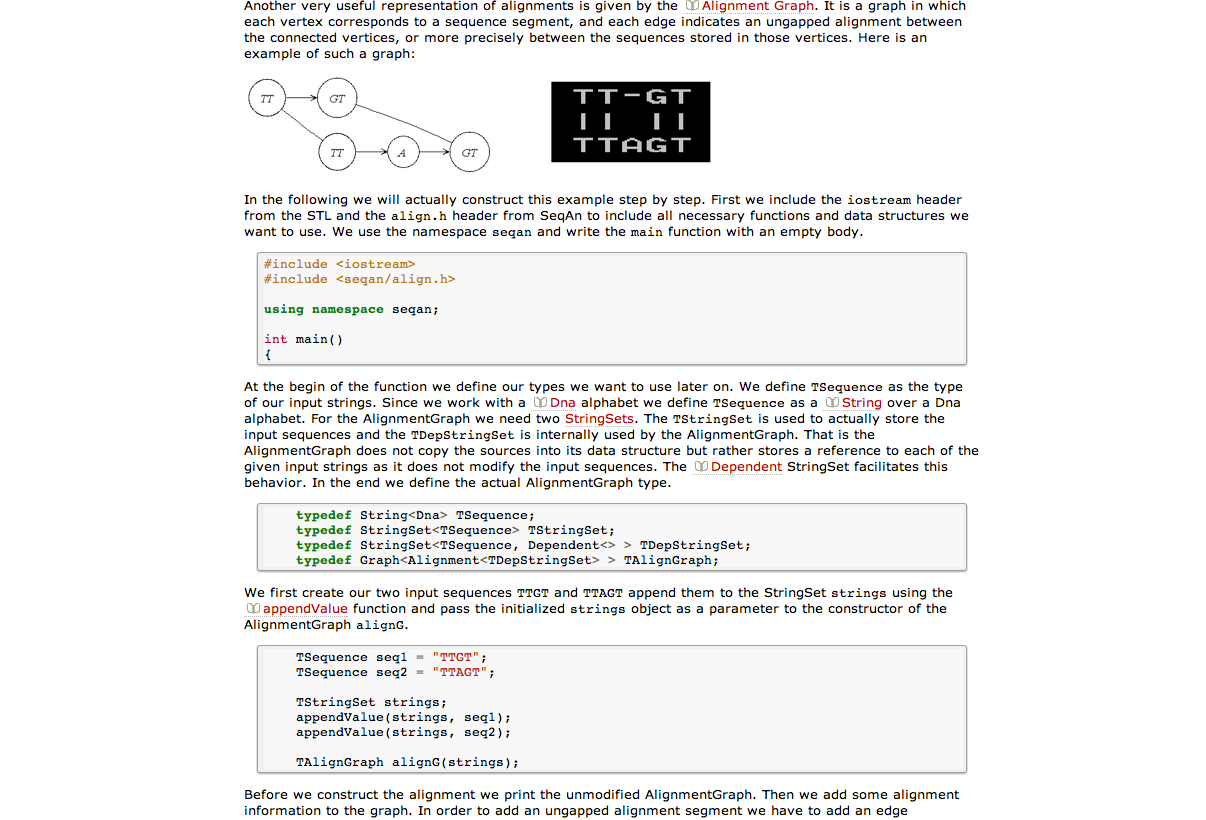 Another very useful representation of alignments is given by the Alignment Graph. It is a graph in which
each vertex corresponds to a sequence segment, and each edge indicates an ungapped alignment between
the connected vertices, or more precisely between the sequences stored in those vertices. Here is an
example of such a graph:
TT GT
TT A GT
TT-GT
TTAGT
In the following we will actually construct this example step by step. First we include the iostream header
from the STL and the align.h header from SeqAn to include all necessary functions and data structures we
want to use. We use the namespace seqan and write the main function with an empty body.
#include <iostream>
#include <seqan/align.h>
using namespace seqan;
int main()
{
At the begin of the function we define our types we want to use later on. We define TSequence as the type
of our input strings. Since we work with a Dna alphabet we define TSequence as a String over a Dna
alphabet. For the AlignmentGraph we need two StringSets. The TStringSet is used to actually store the
input sequences and the TDepStringSet is internally used by the AlignmentGraph. That is the
AlignmentGraph does not copy the sources into its data structure but rather stores a reference to each of the
given input strings as it does not modify the input sequences. The Dependent StringSet facilitates this
behavior. In the end we define the actual AlignmentGraph type.
typedef String<Dna> TSequence;
typedef StringSet<TSequence> TStringSet;
typedef StringSet<TSequence, Dependent<> > TDepStringSet;
typedef Graph<Alignment<TDepStringSet> > TAlignGraph;
We first create our two input sequences TTGT and TTAGT append them to the StringSet strings using the
appendValue function and pass the initialized strings object as a parameter to the constructor of the
AlignmentGraph alignG.
TSequence seq1 = "TTGT";
TSequence seq2 = "TTAGT";
TStringSet strings;
appendValue(strings, seq1);
appendValue(strings, seq2);
TAlignGraph alignG(strings);
Before we construct the alignment we print the unmodified AlignmentGraph. Then we add some alignment
information to the graph. In order to add an ungapped alignment segment we have to add an edge